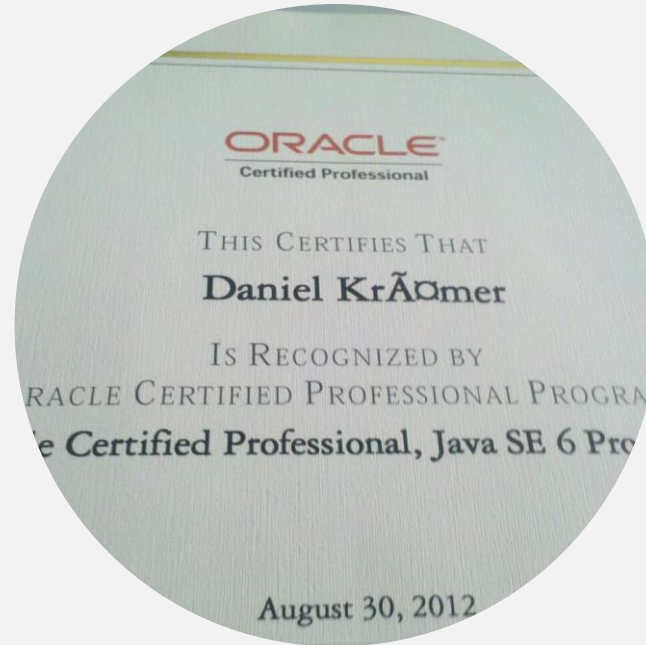 ORACLE
Certified Professional
THIS CERTIFIES THAT
Daniel KrÃ¤mer
IS RECOGNIZED BY
RACLE CERTIFIED PROFESSIONAL PROGRA
e Certified Professional, Java SE 6 Pro
August 30, 2012